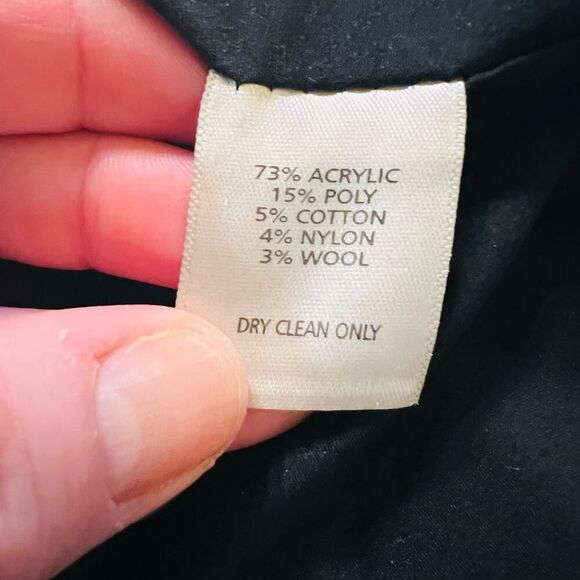 73% ACRYLIC
15% POLY
5% COTTON
4% NYLON
3% WOOL
DRY CLEAN ONLY